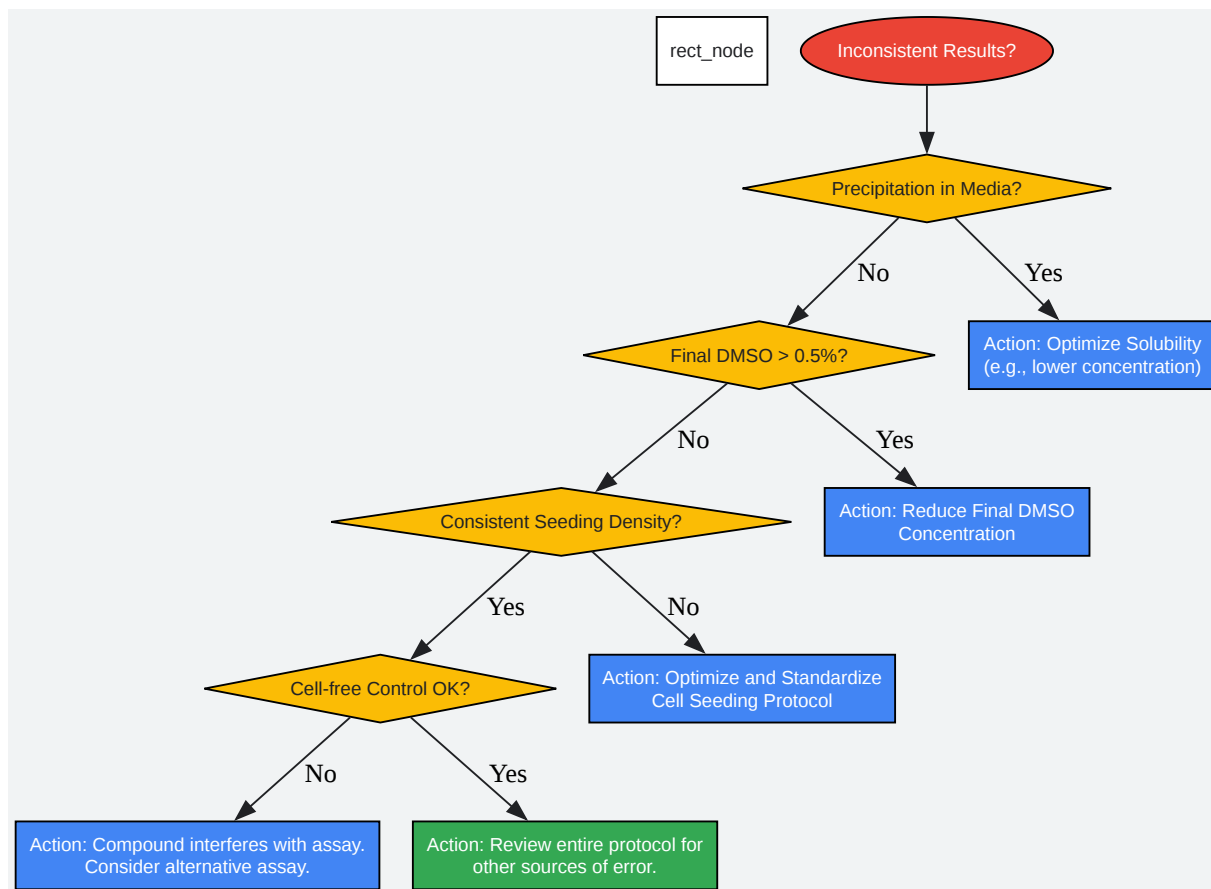 rect_node
Inconsistent Results?
Precipitation in Media?
No
Yes
Final DMSO > 0.5%?
Action: Optimize Solubility
(e.g., lower concentration)
No
Yes
Consistent Seeding Density?
Action: Reduce Final DMSO
Concentration
Yes
No
Cell-free Control OK?
Action: Optimize and Standardize
Cell Seeding Protocol
No
Yes
Action: Compound interferes with assay.
Consider alternative assay.
Action: Review entire protocol for
other sources of error.